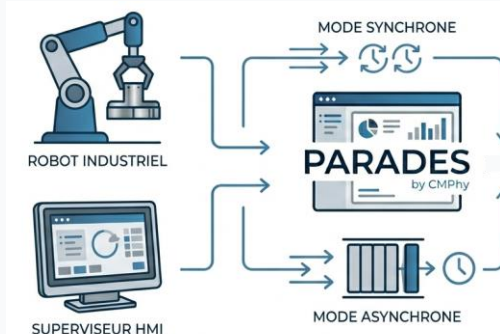 MODE SYNCHRONE
ROBOT INDUSTRIEL
PARADES
by CMPhy
SUPERVISEUR HMI
MODE ASYNCHRONE